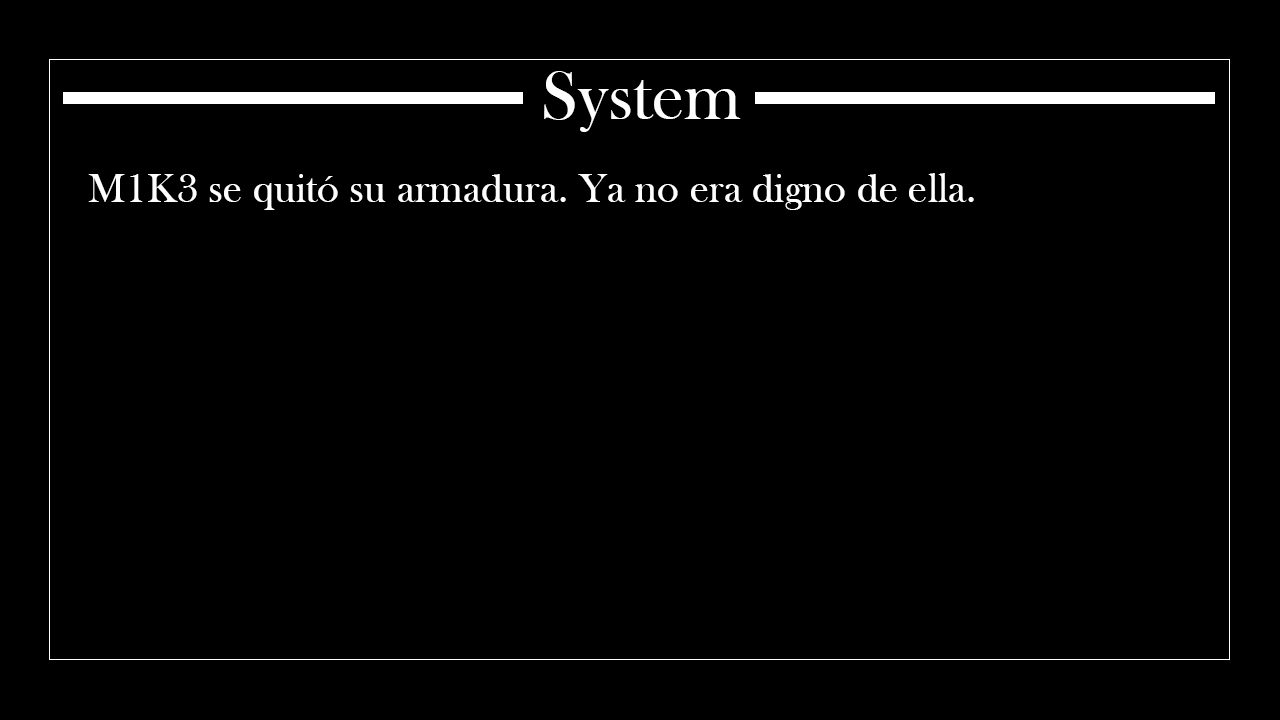 System
M1K3 se quitó su armadura. Ya no era digno de ella.